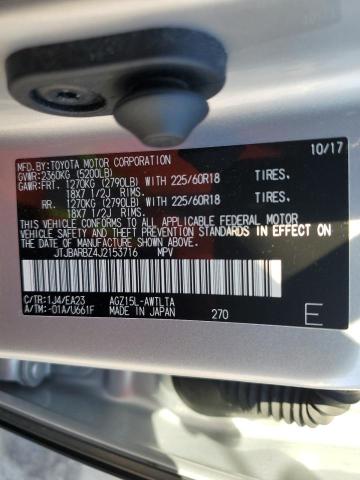 MFD.BY:TOYOTA MOTOR CORPORATION 10/17
GVWR:2360KG (5200LB)
GAWR:FRT. 1270KG (2790LB) WITH 225/60R18 TIRES.
18X7 1/2J RIMS.
RR. 1270KG (2790LB) WITH 225/60R18 TIRES.
18X7 1/2J RIMS.
THIS VEHICLE CONFORMS TO ALL APPLICABLE FEDERAL MOTOR
VEHICLE SAFETY STANDARDS IN EFFECT ON
THE DATE OF MANUFACTURE SHOWN ABOVE.
JTJBARBZ4J2153716 MPV
C/TR:1J4/EA23 AGZ15L-AWTLTA
A/TM:-01A/U661F MADE IN JAPAN 270 E